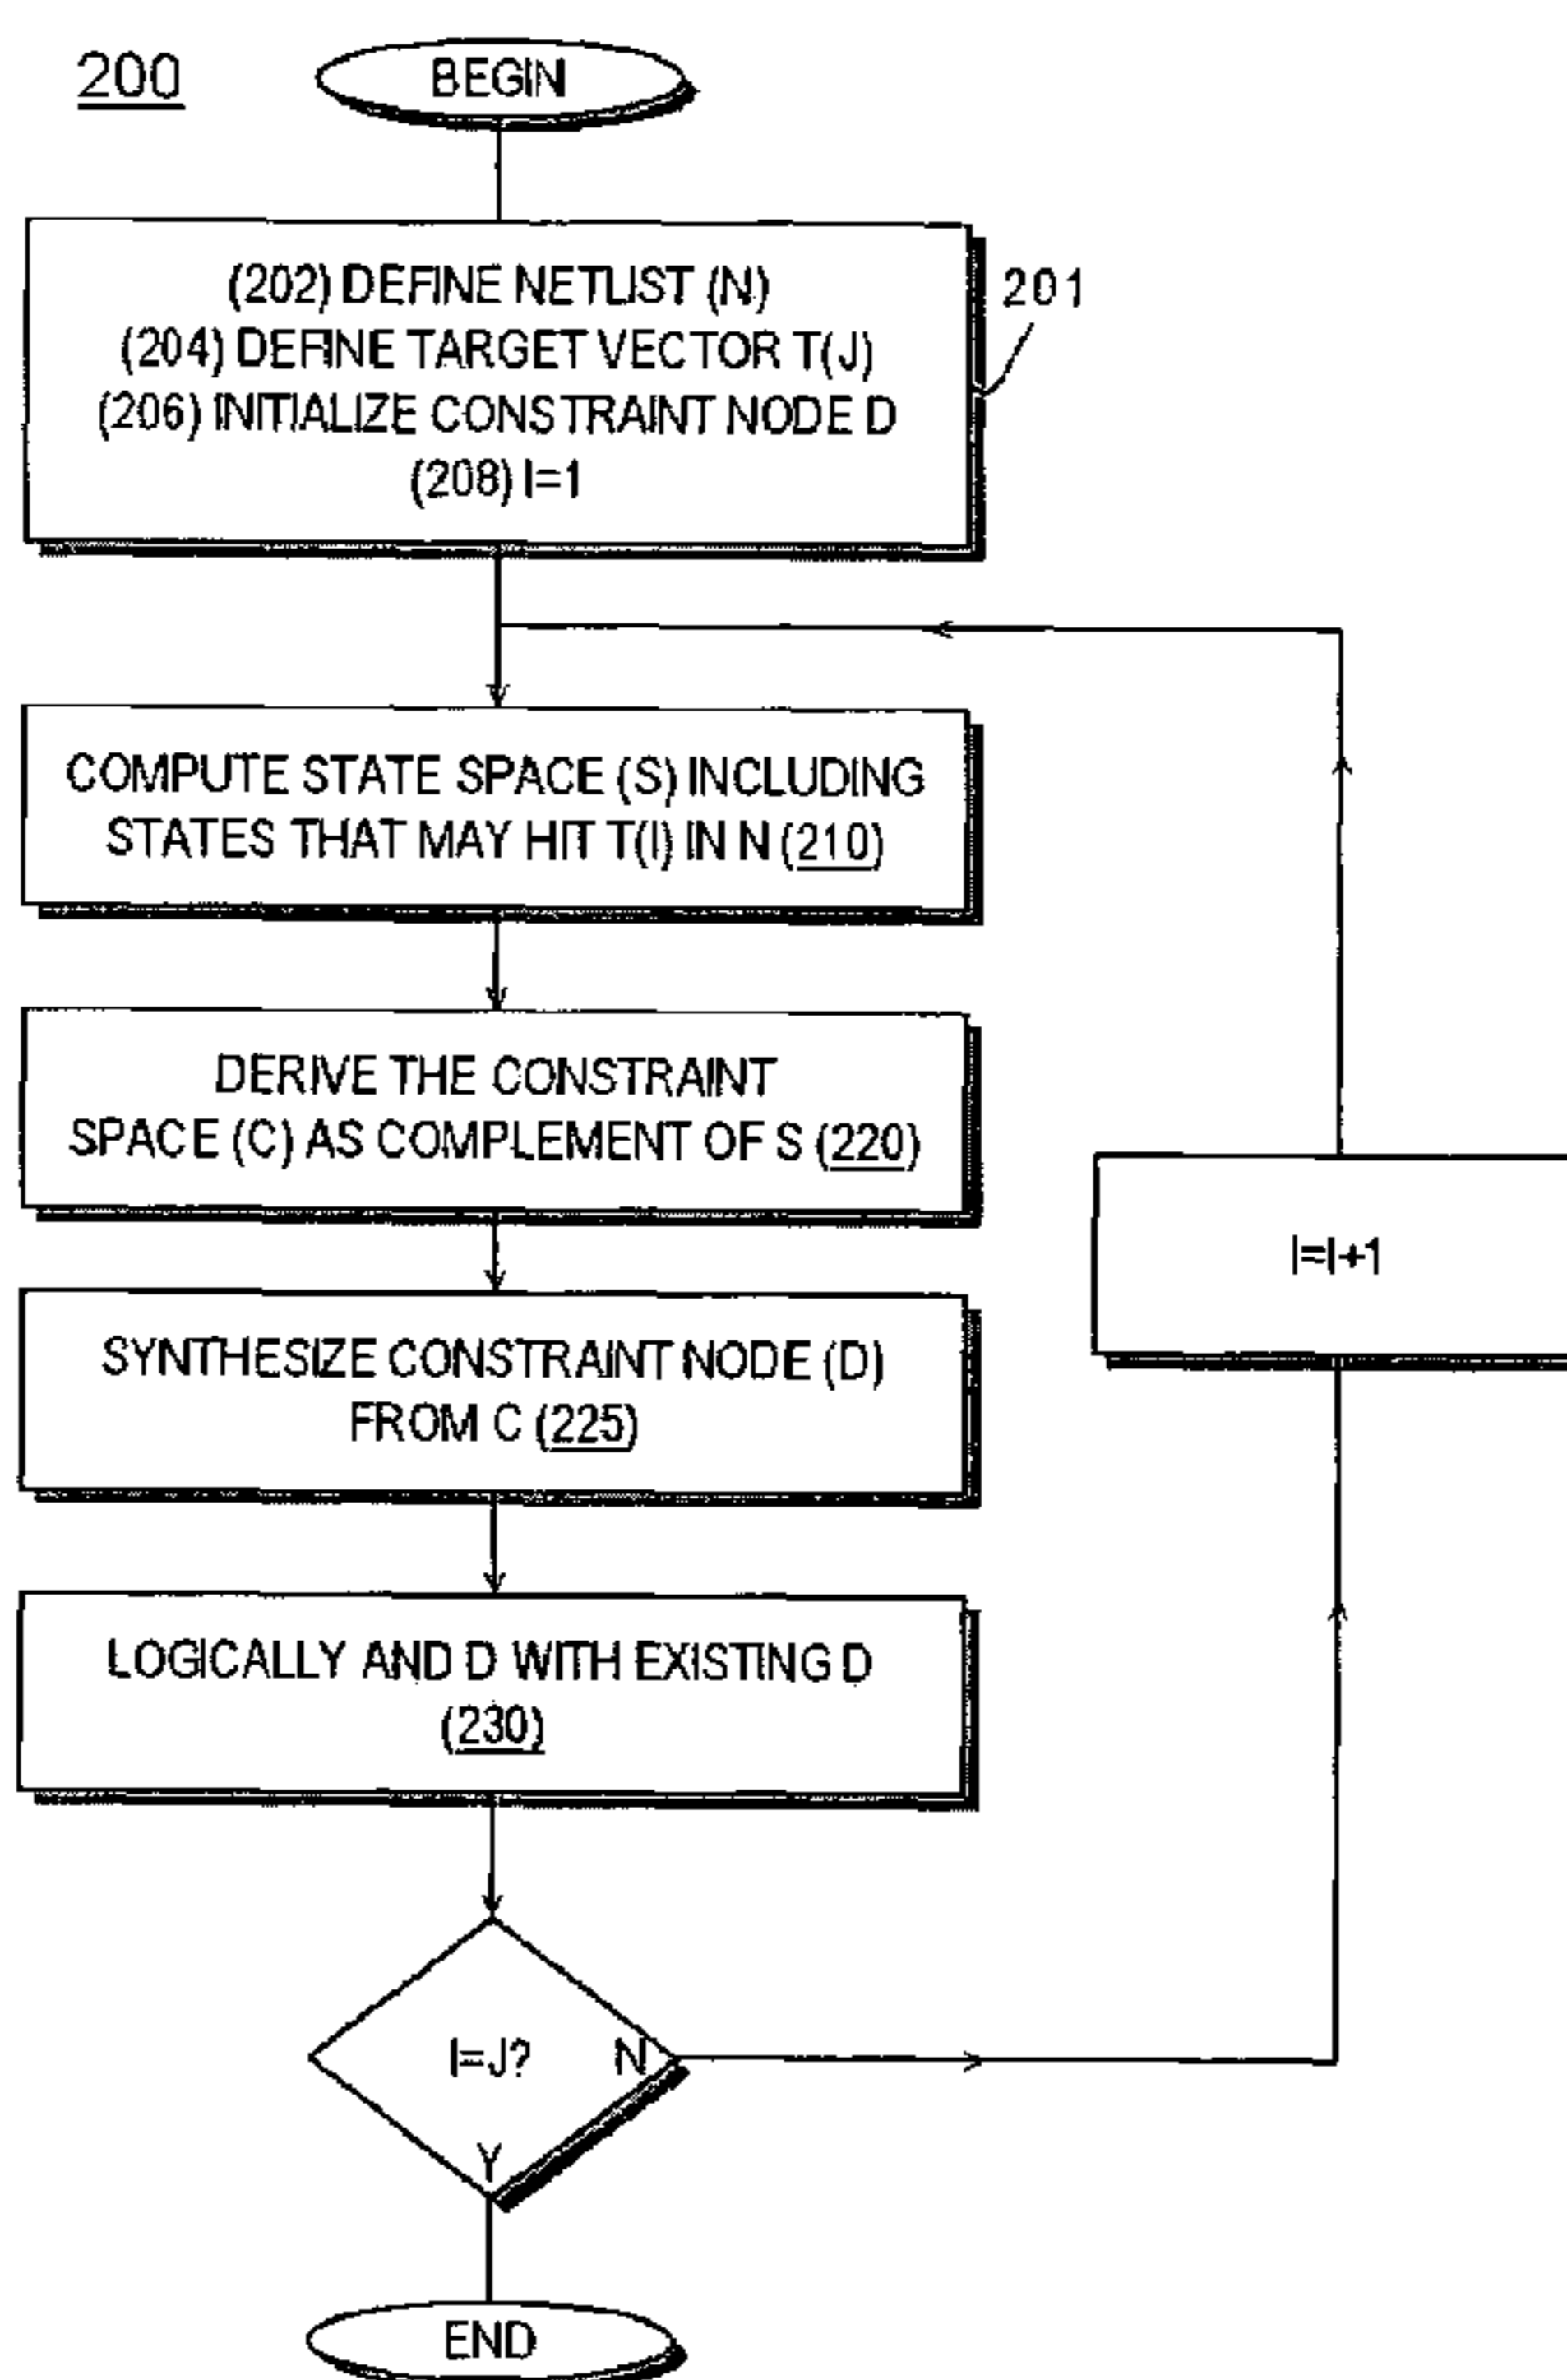 200
BEGIN
(202) DEFINE NETLIST (N)
(204) DEFINE TARGET VECTOR T(J)
(206) INITIALIZE CONSTRAINT NODE D
(208) I=1
201
COMPUTE STATE SPACE (S) INCLUDING
STATES THAT MAY HIT T(I) IN N (210)
DERIVE THE CONSTRAINT
SPACE (C) AS COMPLEMENT OF S (220)
I=I+1
SYNTHESIZE CONSTRAINT NODE (D)
FROM C (225)
LOGICALLY AND D WITH EXISTING D
(230)
I=J? N
Y
END